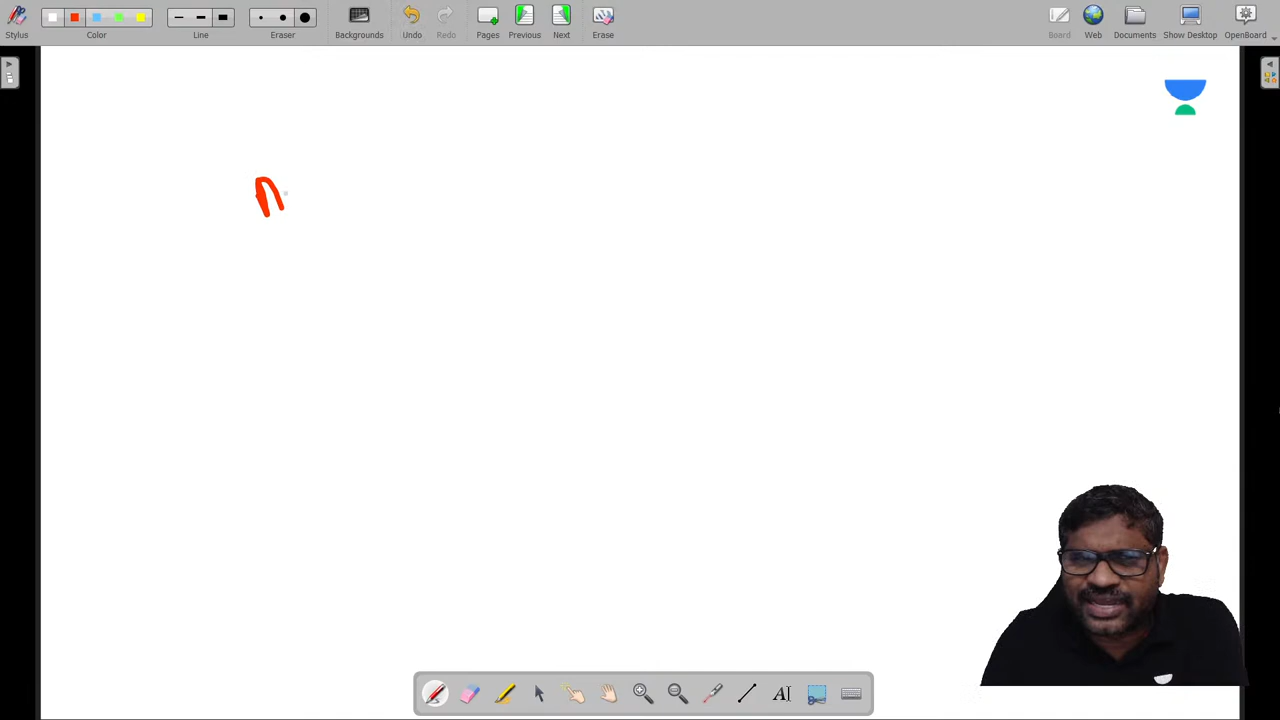 Stylus
Color
Line
Eraser
Backgrounds
Undo
Redo
Pages
Previous
Next
Erase
Board
Web
Documents
Show Desktop
OpenBoard